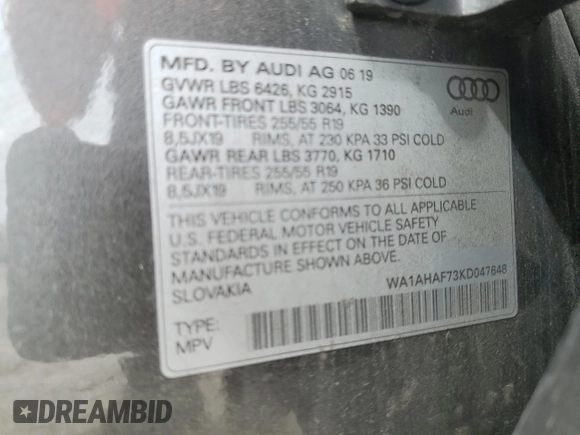 MFD. BY AUDI AG 06 19
GVWR LBS 6426, KG 2915
GAWR FRONT LBS 3064, KG 1390
FRONT-TIRES 255/55 R19
8,5JX19 RIMS, AT 230 KPA 33 PSI COLD
GAWR REAR LBS 3770, KG 1710
REAR-TIRES 255/55 R19
8,5JX19 RIMS, AT 250 KPA 36 PSI COLD
Audi
THIS VEHICLE CONFORMS TO ALL APPLICABLE
U.S. FEDERAL MOTOR VEHICLE SAFETY
STANDARDS IN EFFECT ON THE DATE OF
MANUFACTURE SHOWN ABOVE.
SLOVAKIA
WA1AHAF73KD047648
TYPE:
MPV
DREAMBID